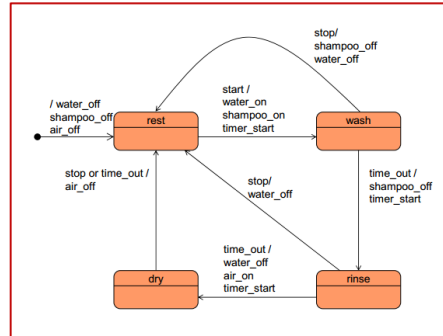 stop/
shampoo_off
water_off
/ water_off
shampoo_off
air_off
rest
start /
water_on
shampoo_on
timer_start
wash
stop or time_out /
air_off
stop/
water_off
time_out /
shampoo_off
timer_start
time_out /
water_off
air_on
timer_start
dry
rinse